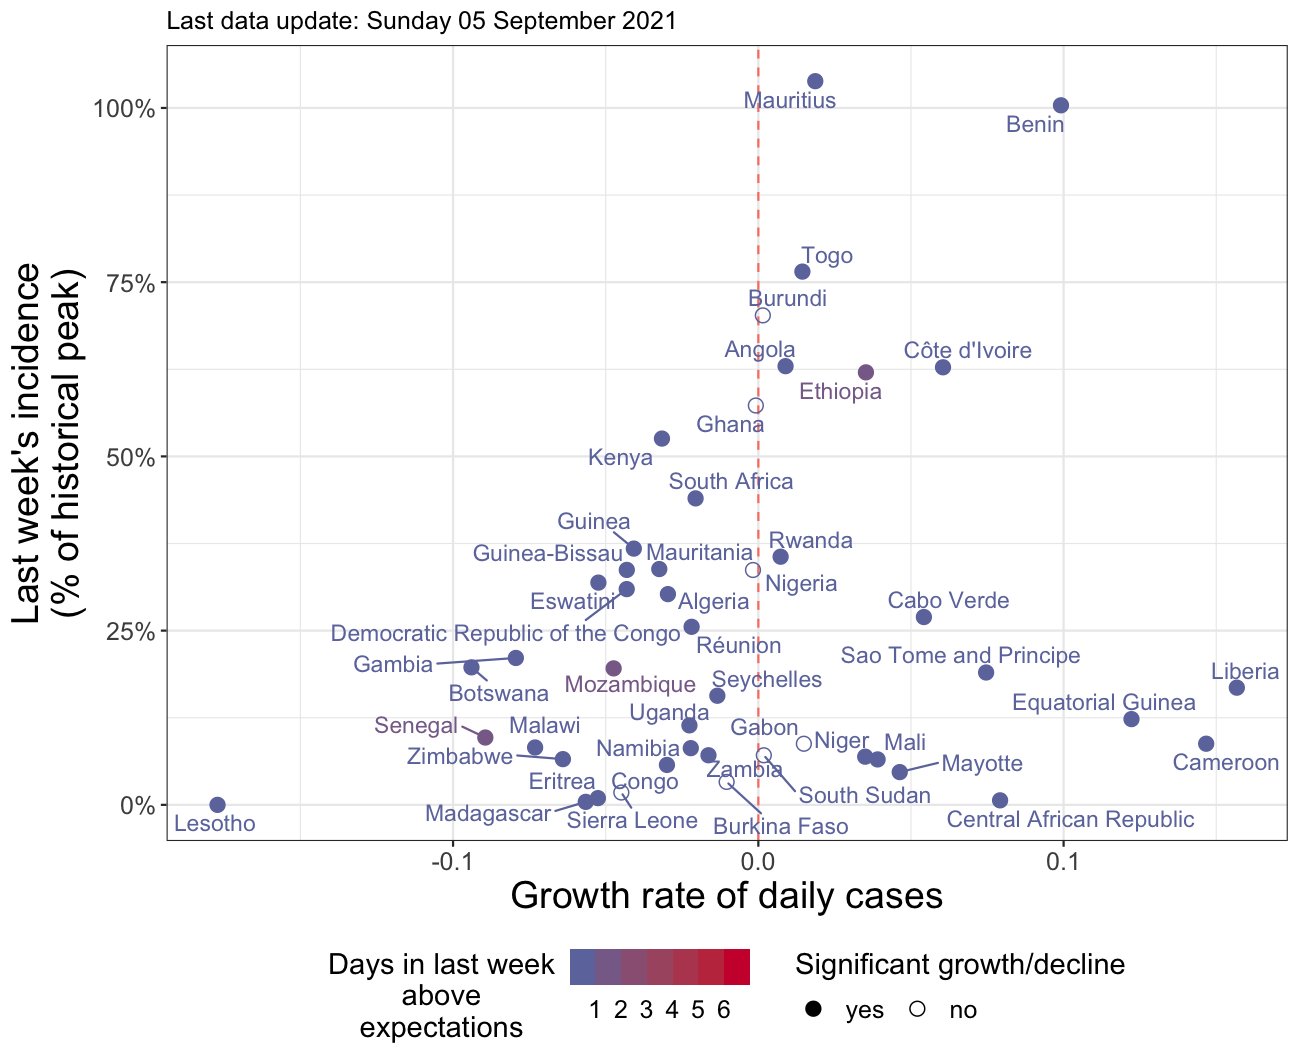 Last data update: Sunday 05 September 2021
Last week's incidence
(% of historical peak)
100%
75%
50%
25%
0%
Mauritius
Benin
Togo
Burundi
Angola
Côte d'Ivoire
Ethiopia
Ghana
Kenya
South Africa
Guinea
Rwanda
Guinea-Bissau
Mauritania
Nigeria
Eswatini
Algeria
Cabo Verde
Democratic Republic of the Congo
Réunion
Sao Tome and Principe
Gambia
Liberia
Mozambique
Seychelles
Botswana
Equatorial Guinea
Uganda
Senegal
Malawi
Gabon
Niger
Mali
Namibia
Zimbabwe
Mayotte
Cameroon
Zambia
Eritrea
Congo
South Sudan
Madagascar
Sierra Leone
Burkina Faso
Central African Republic
Lesotho
-0.1
0.0
0.1
Growth rate of daily cases
Days in last week
above
expectations
1 2 3 4 5 6
Significant growth/decline
yes
no